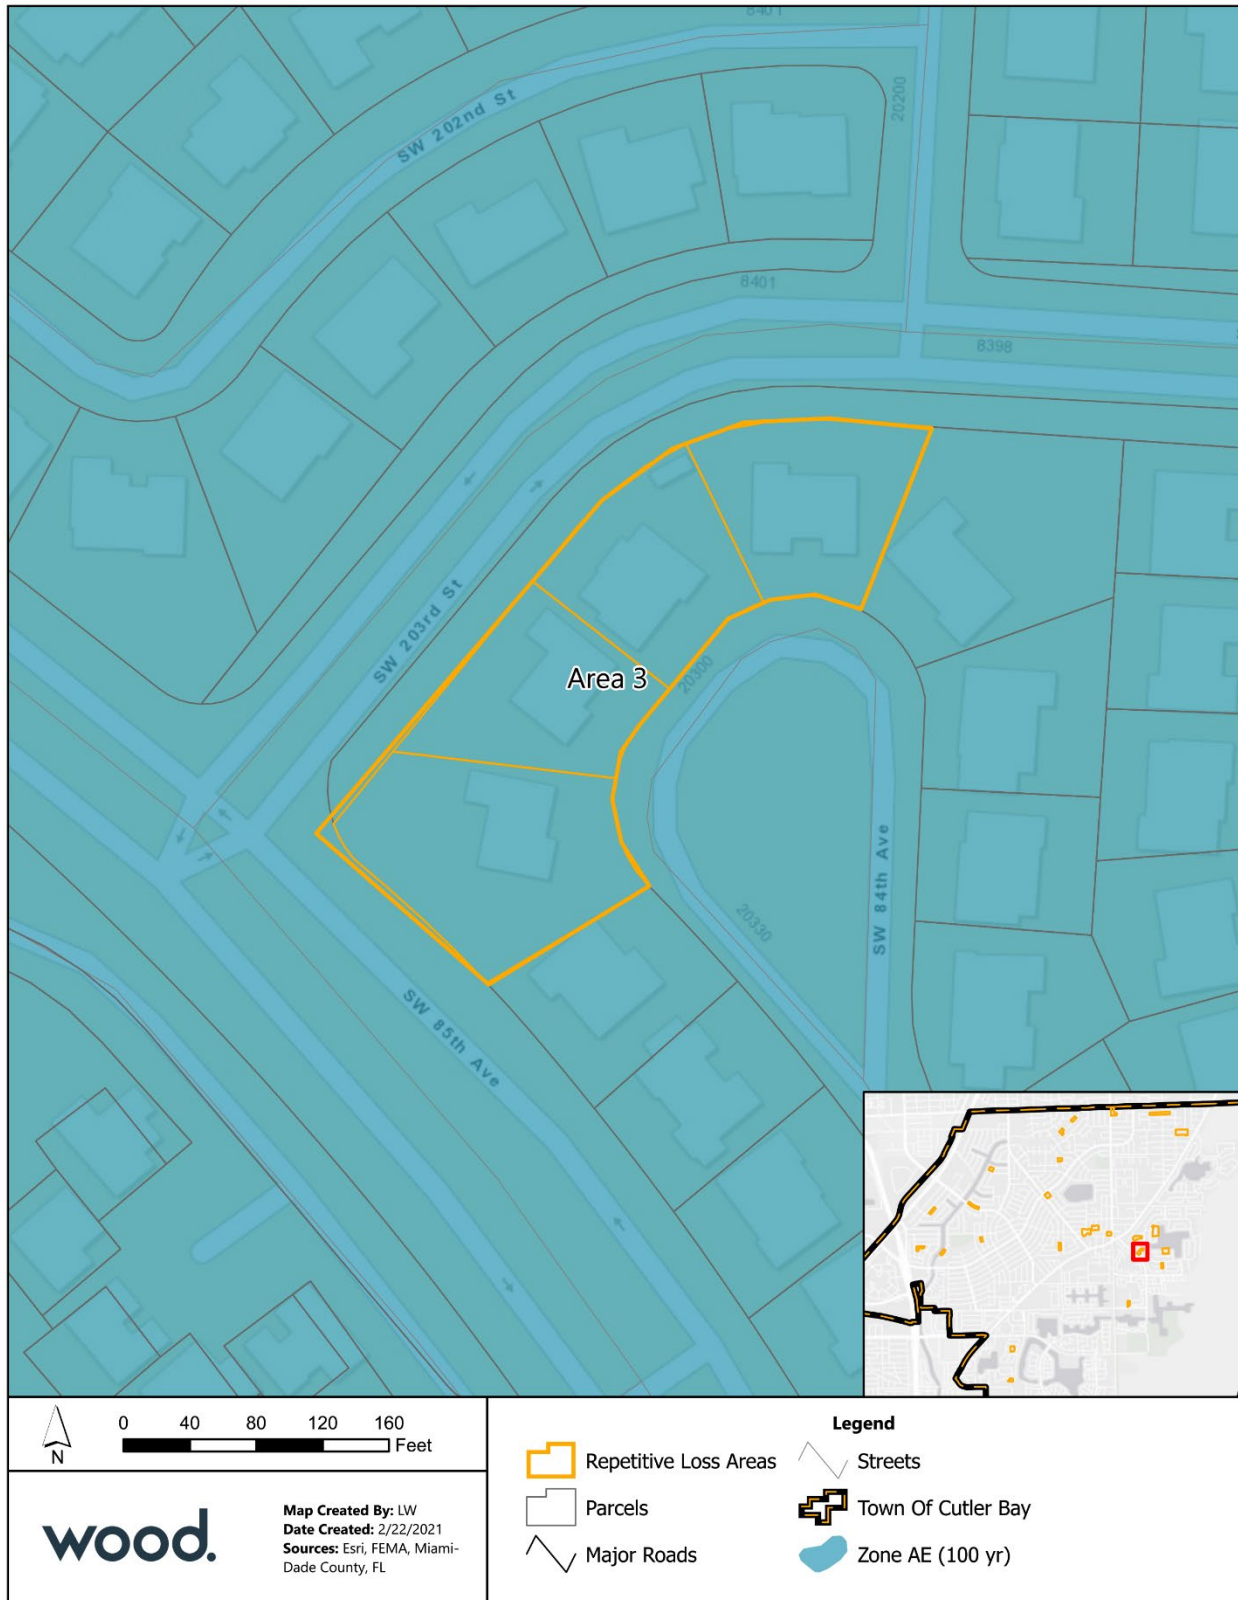 8401
20200
SW 202nd St
8401
8398
SW 203rd St
Area 3
20300
SW 84th Ave
20330
SW 85th Ave
N
0 40 80 120 160
Feet
wood.
Map Created By: LW
Date Created: 2/22/2021
Sources: Esri, FEMA, Miami-
Dade County, FL
Legend
Repetitive Loss Areas
Streets
Parcels
Town Of Cutler Bay
Major Roads
Zone AE (100 yr)